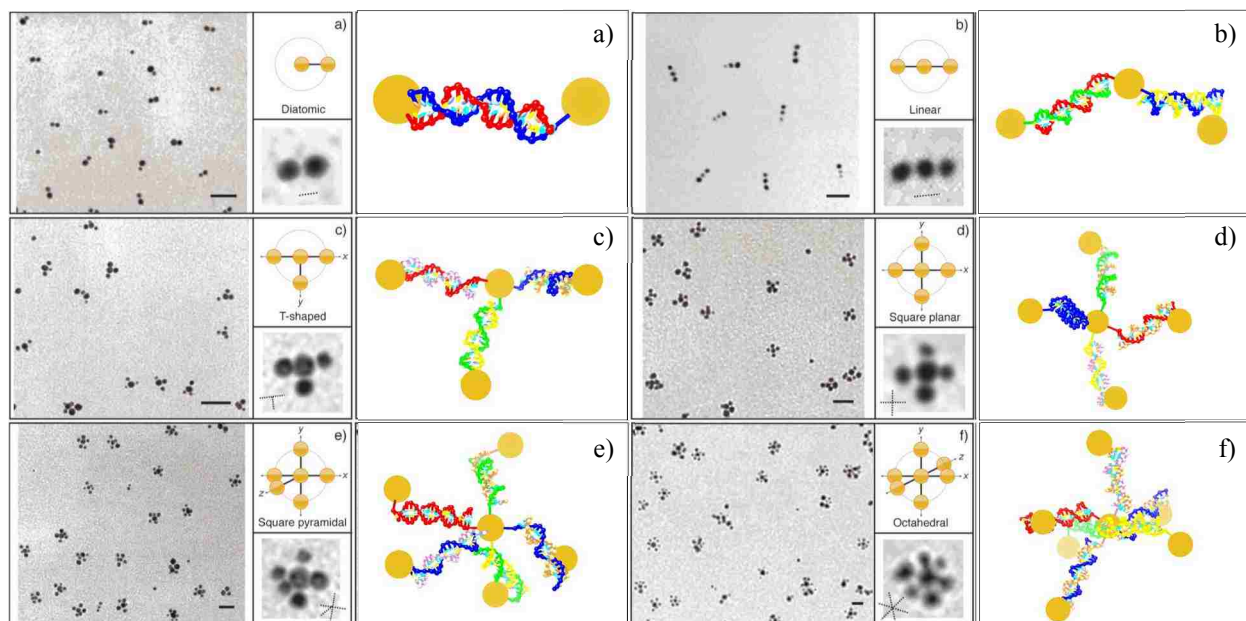 a)
Diatomic
a)
b)
Linear
b)
c)
y
x
T-shaped
c)
d)
y
x
Square planar
d)
e)
y
x
z
Square pyramidal
e)
f)
y
z
x
Octahedral
f)